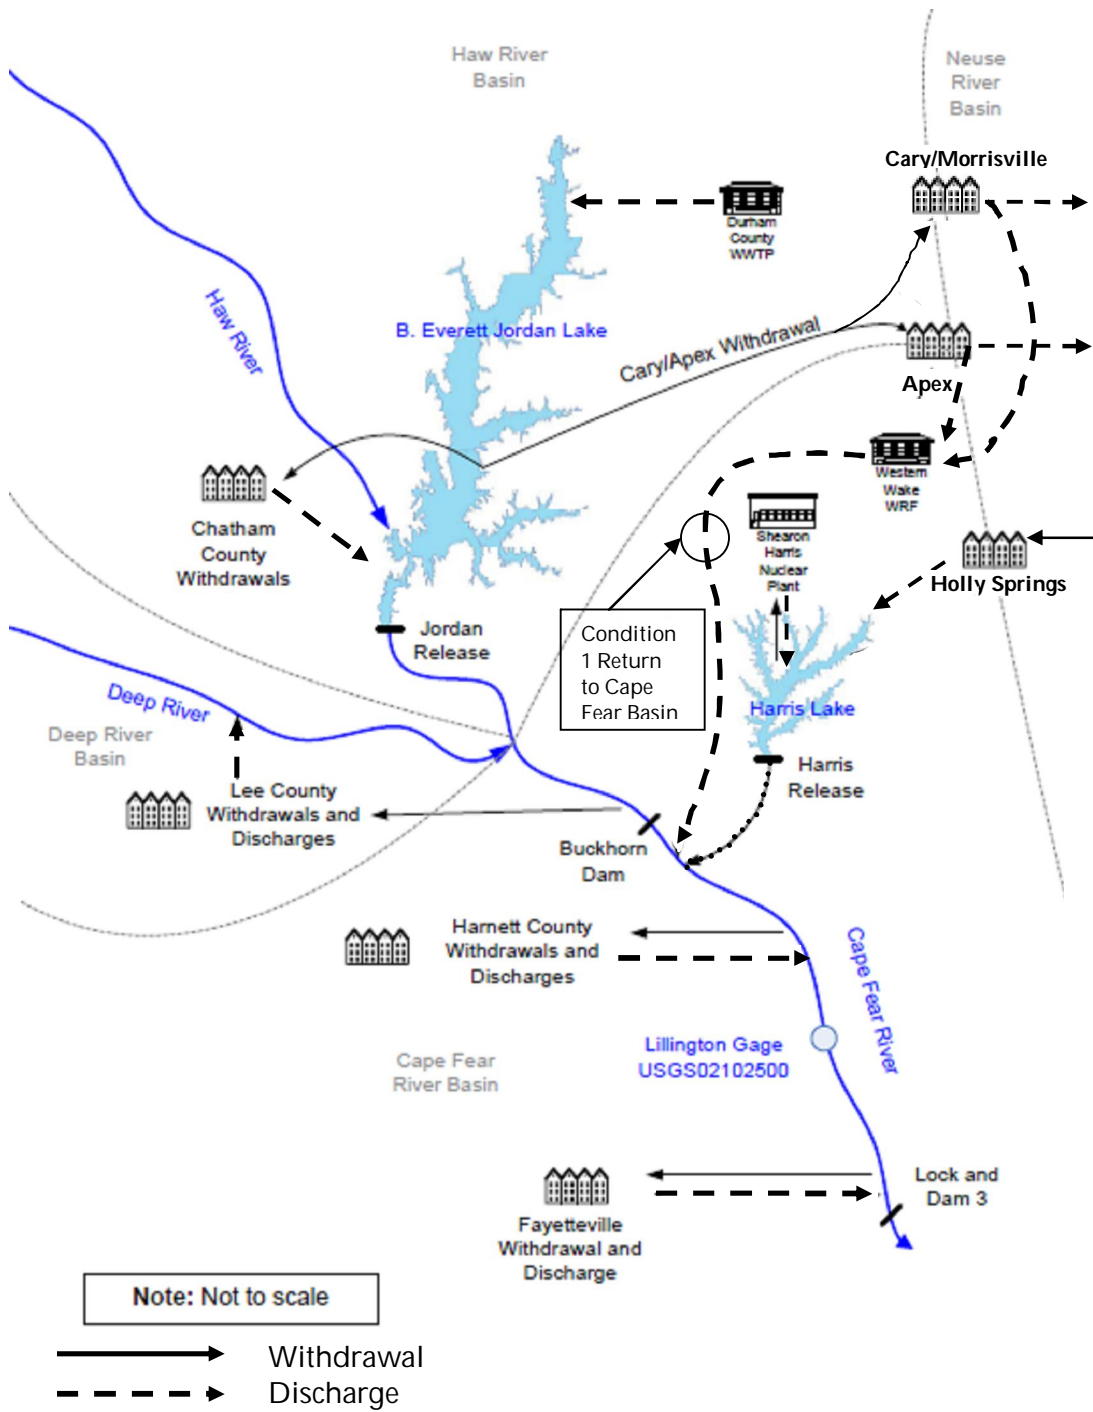 Haw River
Basin
Neuse
River
Basin
Cary/Morrisville
Durham
County
WWTP
Haw River
B. Everett Jordan Lake
Cary/Apex Withdrawal
Apex
Western
Wake
WRF
Chatham
County
Withdrawals
Shearon
Harris
Nuclear
Plant
Holly Springs
Jordan
Release
Condition
1 Return
to Cape
Fear Basin
Deep River
Harris Lake
Deep River
Basin
Harris
Release
Lee County
Withdrawals and
Discharges
Buckhorn
Dam
Harnett County
Withdrawals and
Discharges
Cape Fear River
Lillington Gage
USGS02102500
Cape Fear
River Basin
Lock and
Dam 3
Fayetteville
Withdrawal and
Discharge
Note: Not to scale
Withdrawal
Discharge